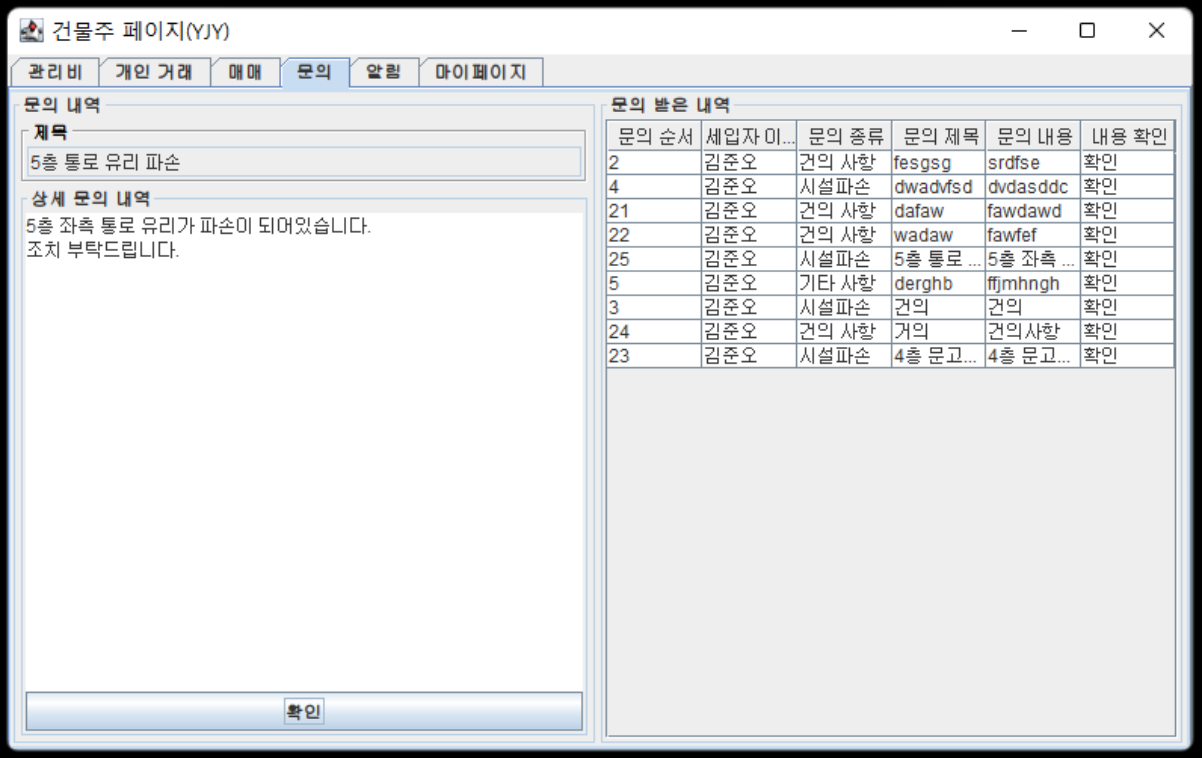 건물주 페이지(YJY)
관리비 개인 거래 매매 문의 알림 마이페이지
문의 내역
제목
5층 통로 유리 파손
상세 문의 내역
5층 좌측 통로 유리가 파손이 되어있습니다.
조치 부탁드립니다.
확인
문의 받은 내역
문의 순서 세입자 이... 문의 종류 문의 제목 문의 내용 내용 확인
2 김준오 건의 사항 fesgsg srdfse 확인
4 김준오 시설파손 dwadvfsd dvdasddc 확인
21 김준오 건의 사항 dafaw fawdawd 확인
22 김준오 건의 사항 wadaw fawfef 확인
25 김준오 시설파손 5층 통로 ... 5층 좌측 ... 확인
5 김준오 기타 사항 derghb ffjmhngh 확인
3 김준오 시설파손 건의 건의 확인
24 김준오 건의 사항 거의 건의사항 확인
23 김준오 시설파손 4층 문고... 4층 문고... 확인